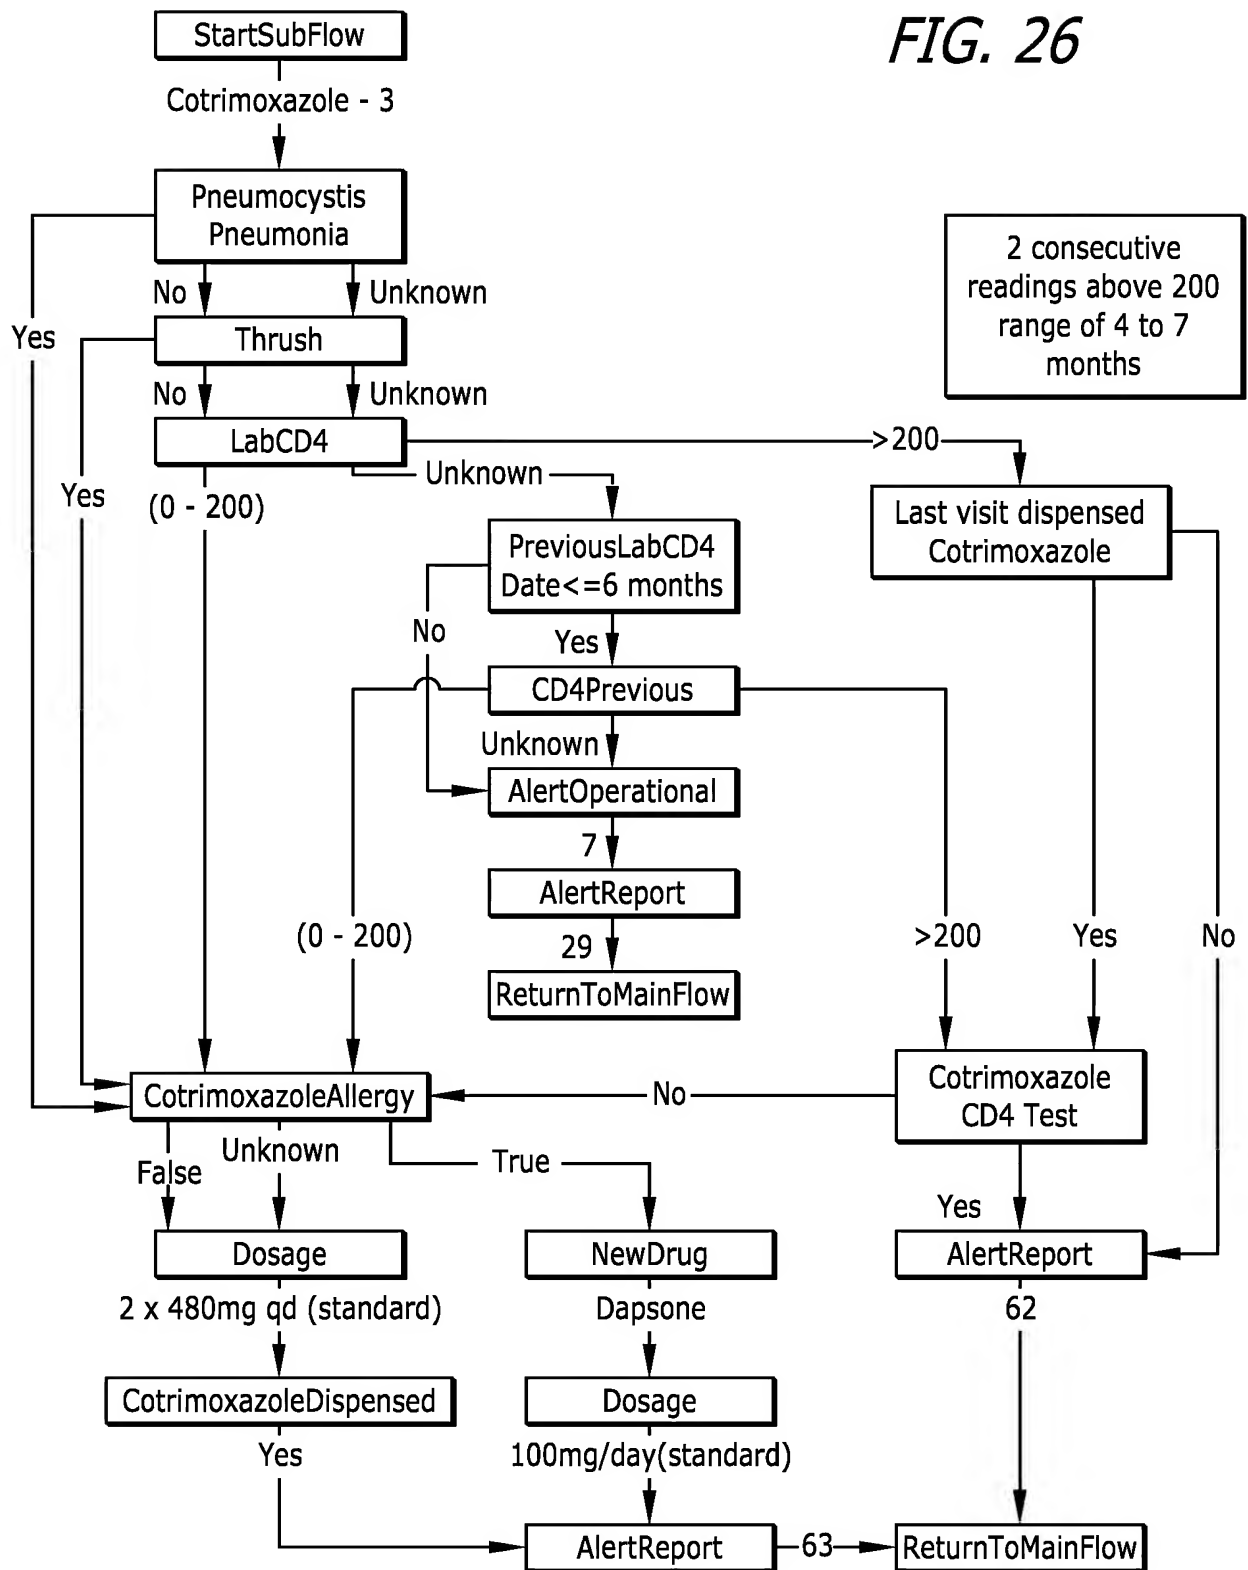 FIG. 26
StartSubFlow
Cotrimoxazole - 3
Pneumocystis
Pneumonia
2 consecutive
readings above 200
range of 4 to 7
months
No
Unknown
Yes
Thrush
No
Unknown
LabCD4
>200
Yes
(0 - 200)
Unknown
Last visit dispensed
Cotrimoxazole
PreviousLabCD4
Date<=6 months
No
Yes
CD4Previous
Unknown
AlertOperational
7
AlertReport
(0 - 200)
29
>200
Yes
No
ReturnToMainFlow
CotrimoxazoleAllergy
No
Cotrimoxazole
CD4 Test
False
Unknown
True
Yes
Dosage
NewDrug
AlertReport
2 x 480mg qd (standard)
Dapsone
62
CotrimoxazoleDispensed
Dosage
Yes
100mg/day(standard)
AlertReport
63
ReturnToMainFlow